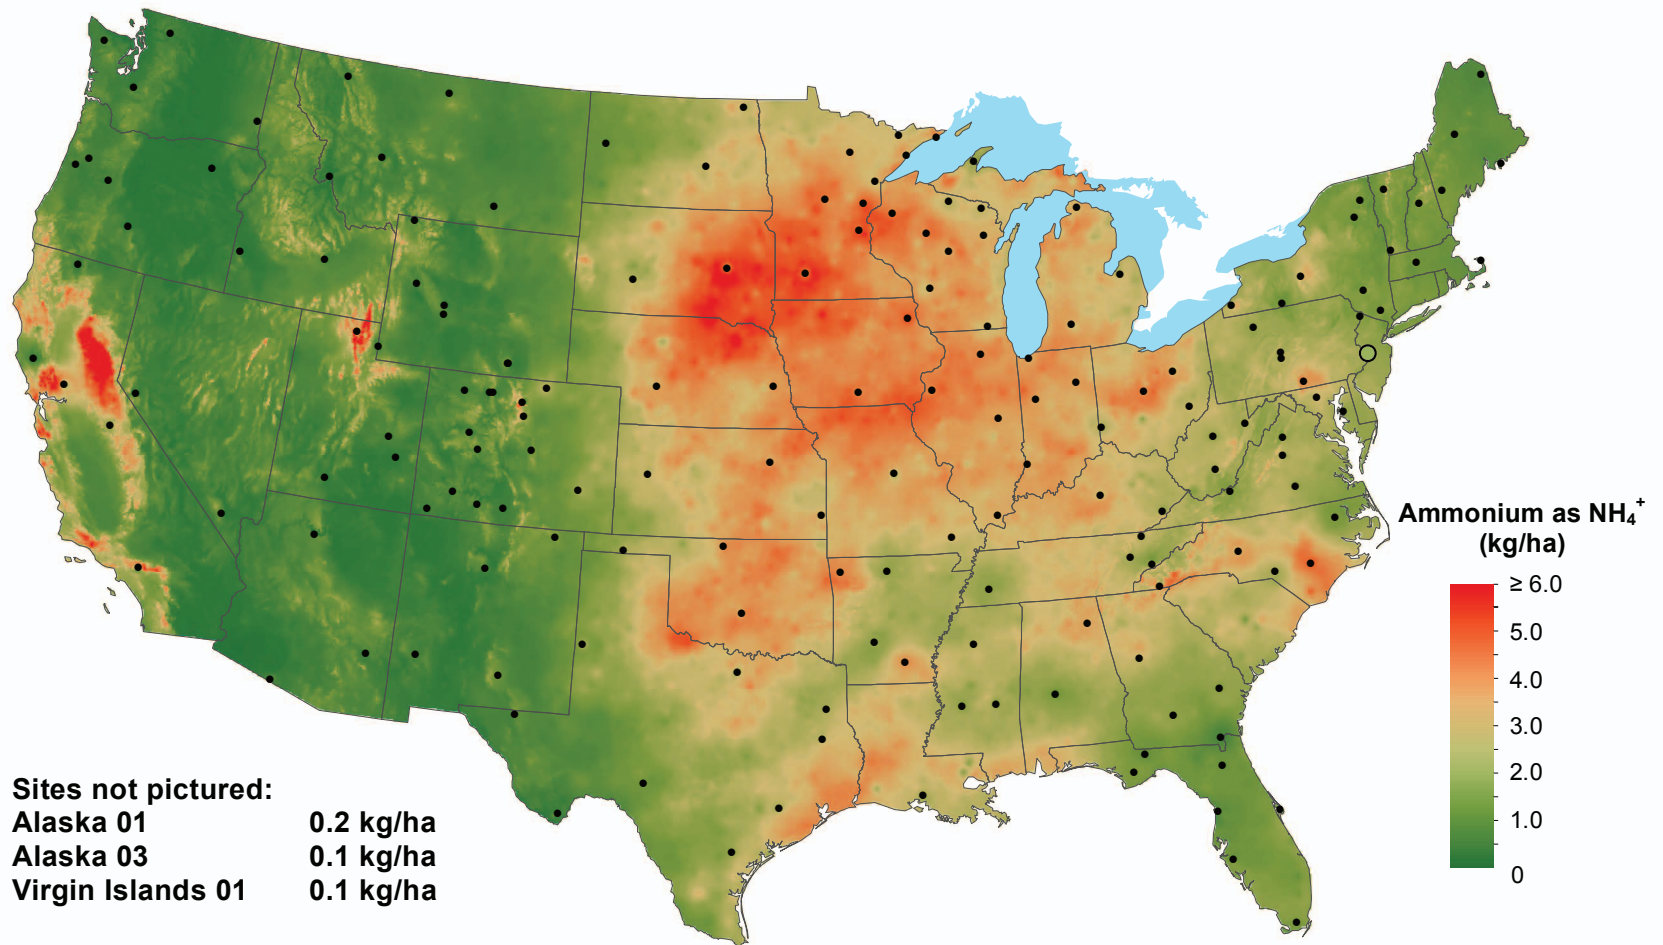 Ammonium as NH₄⁺
(kg/ha)
≥ 6.0
5.0
4.0
3.0
2.0
1.0
0
Sites not pictured:
Alaska 01 0.2 kg/ha
Alaska 03 0.1 kg/ha
Virgin Islands 01 0.1 kg/ha